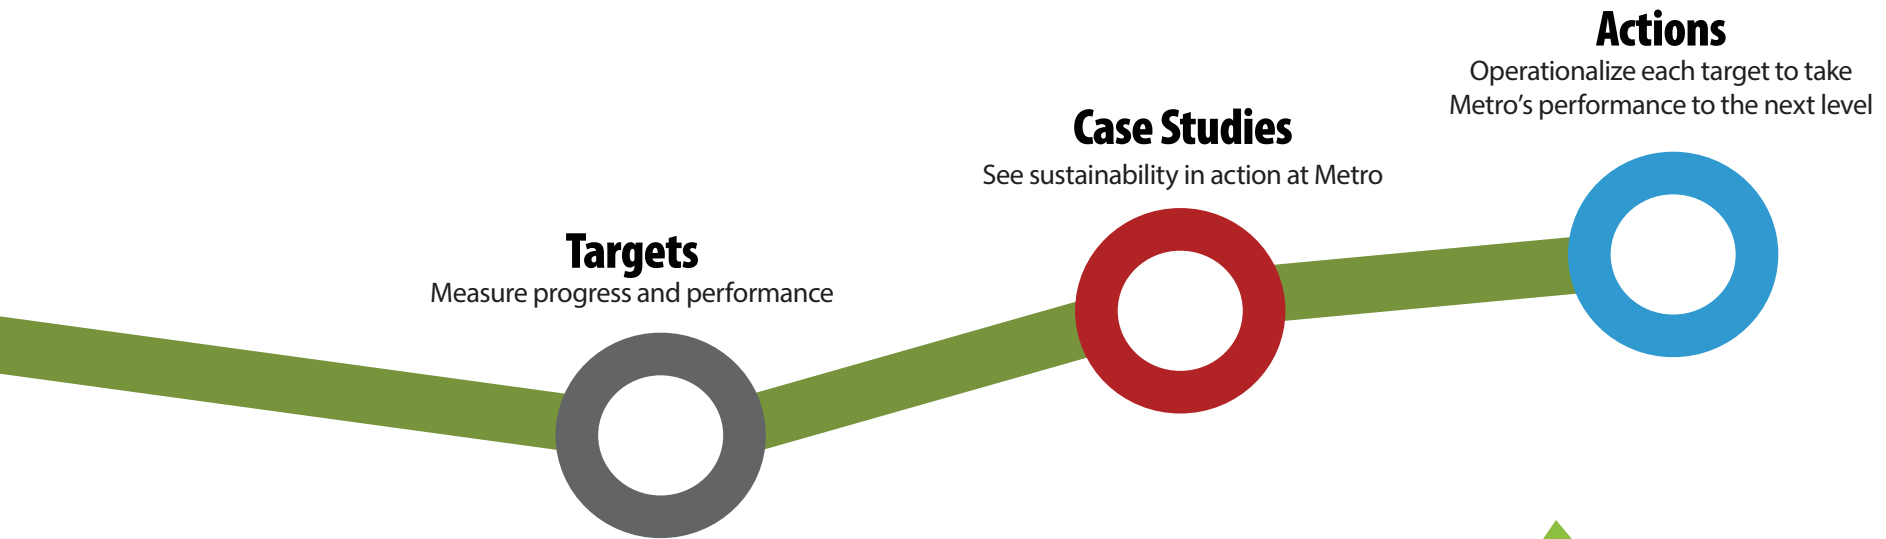 Actions
Operationalize each target to take
Metro’s performance to the next level
Case Studies
See sustainability in action at Metro
Targets
Measure progress and performance